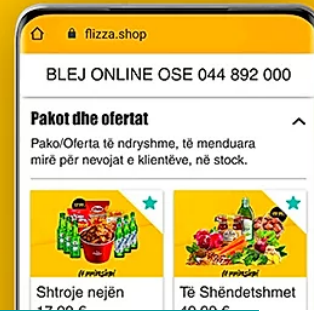 flizza.shop
BLEJ ONLINE OSE 044 892 000
Pakot dhe ofertat
Pako/Oferta të ndryshme, të menduara
mirë për nevojat e klientëve, në stock.
Shtroje nejën
Të Shëndetshmet